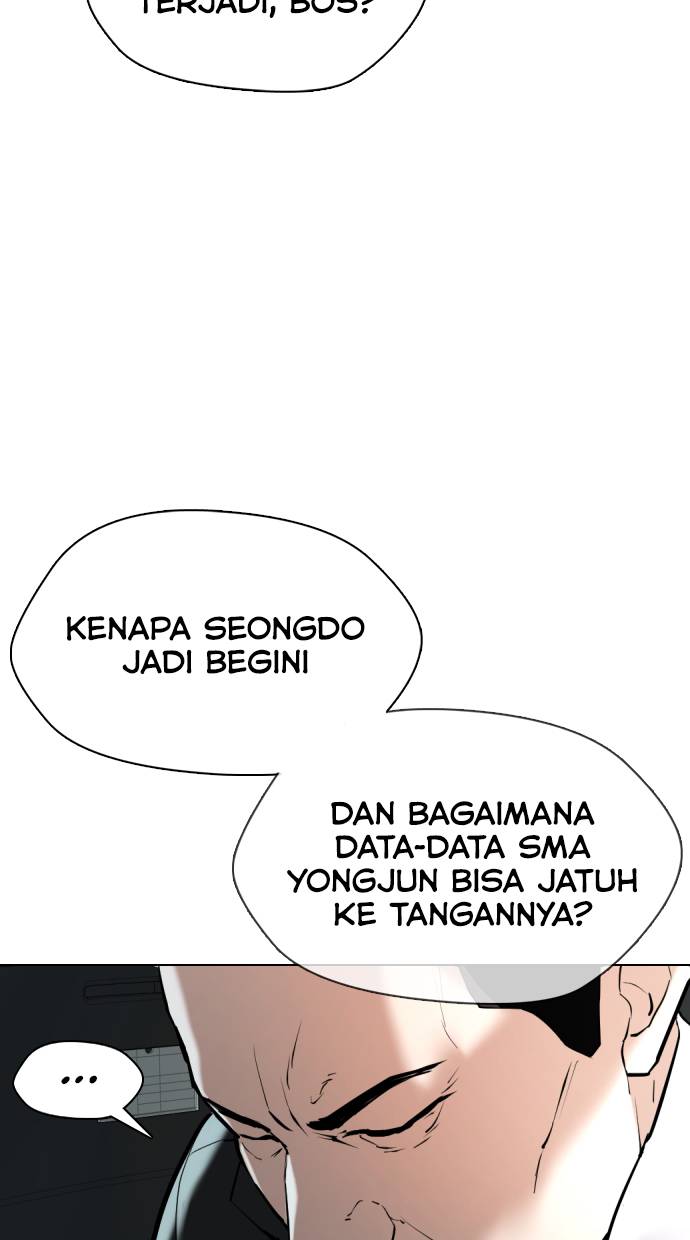 TERJADI, BOS?
KENAPA SEONGDO
JADI BEGINI
DAN BAGAIMANA
DATA-DATA SMA
YONGJUN BISA JATUH
KE TANGANNYA?
...